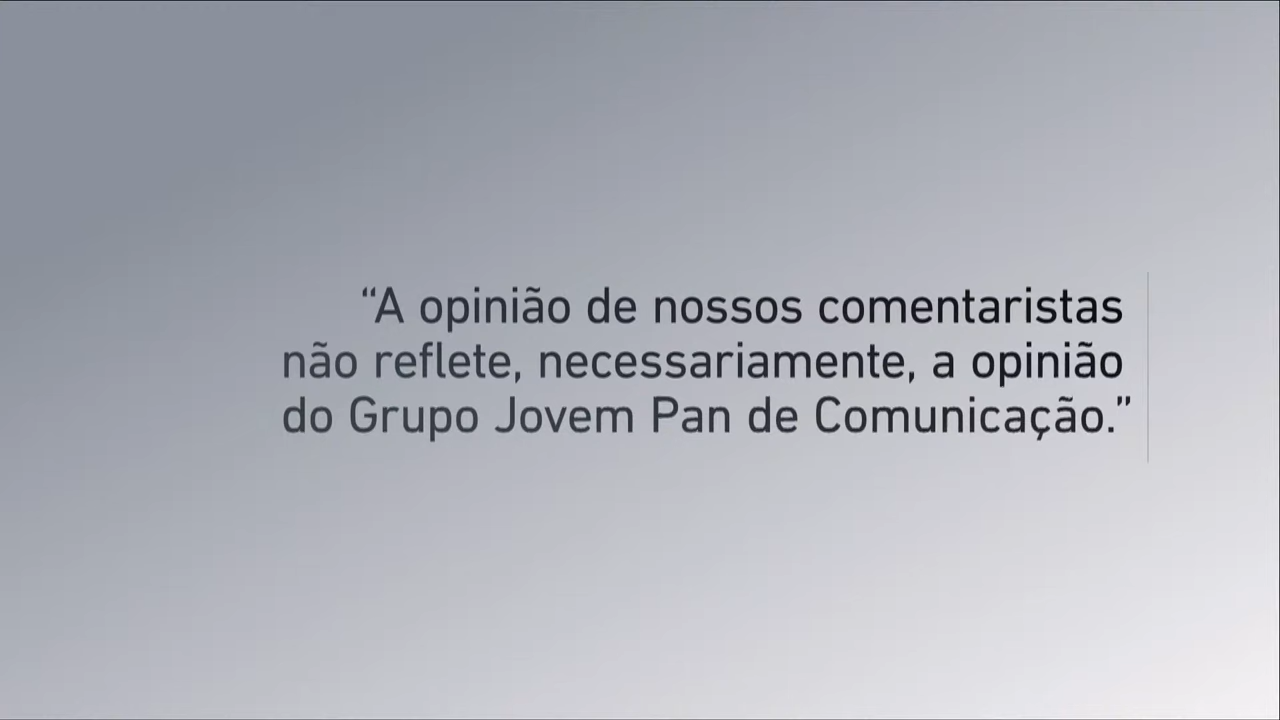 “A opinião de nossos comentaristas
não reflete, necessariamente, a opinião
do Grupo Jovem Pan de Comunicação.”